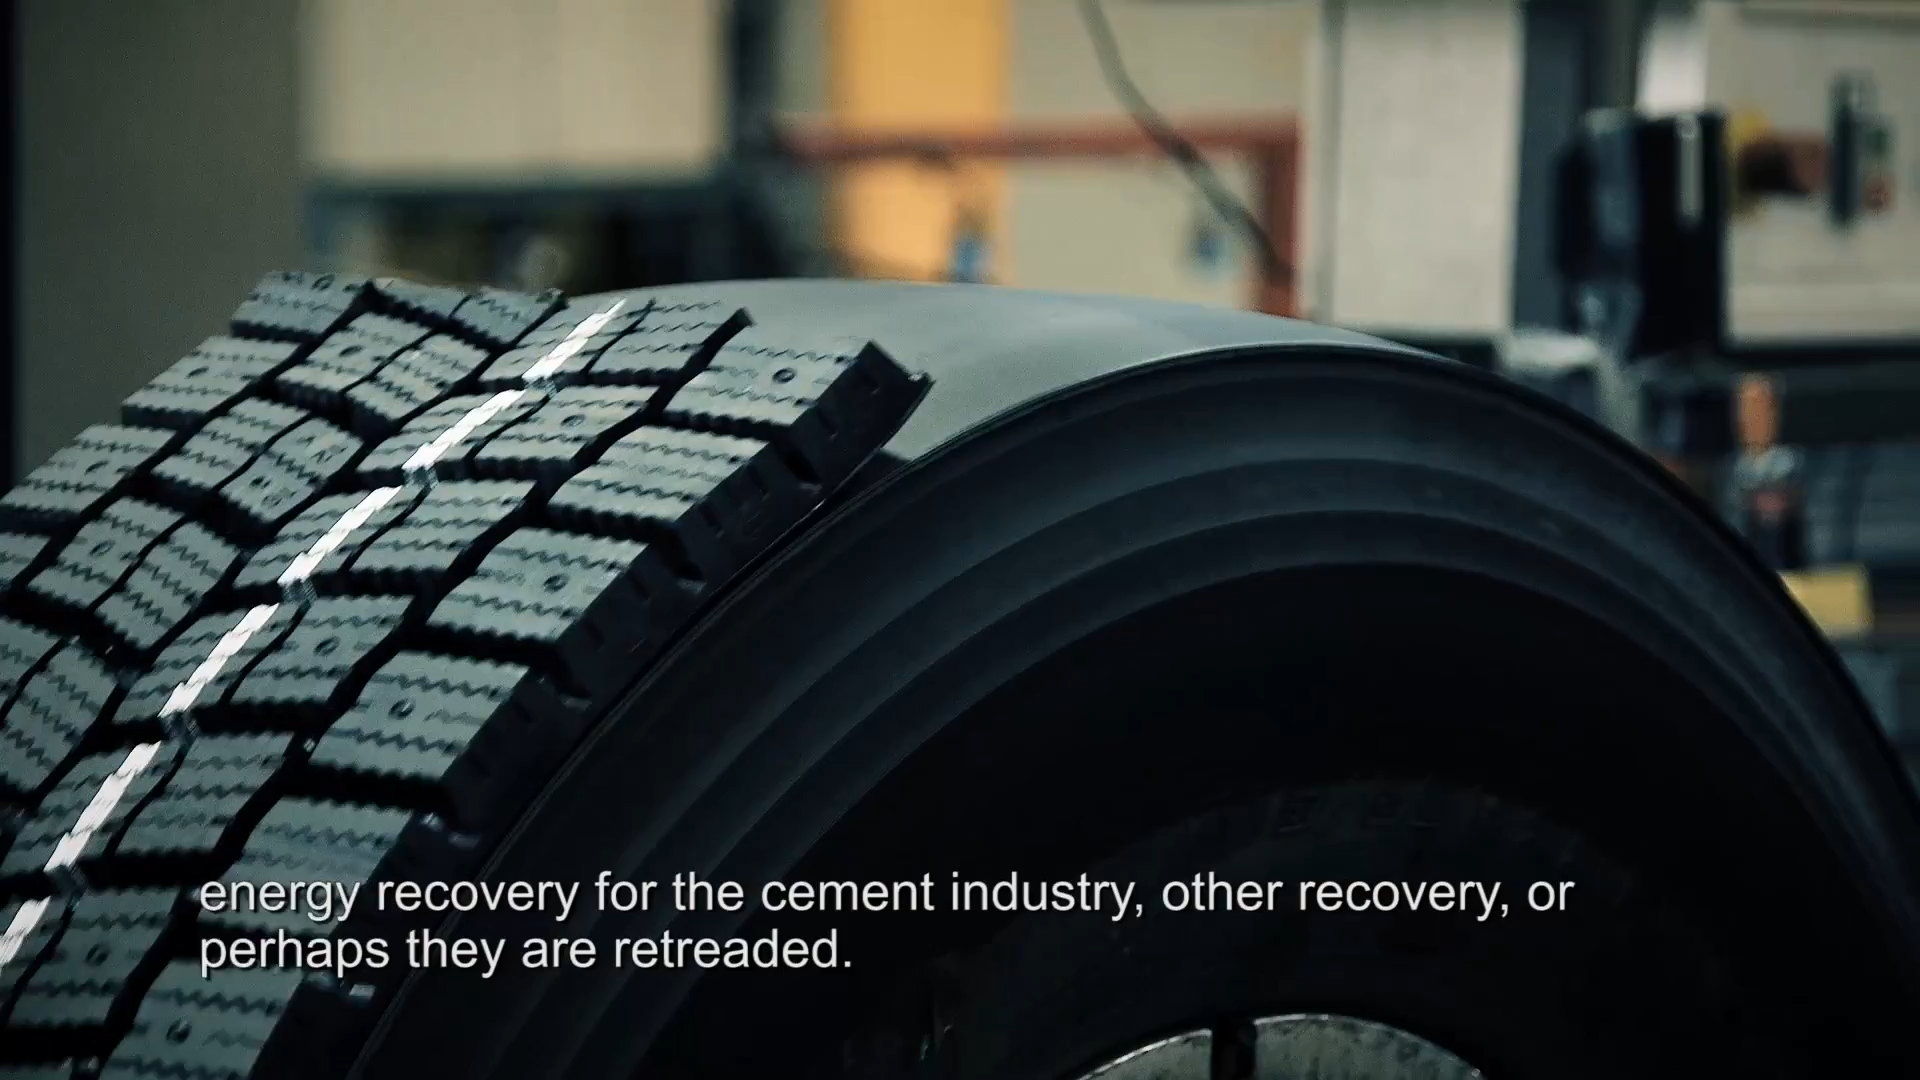 energy recovery for the cement industry, other recovery, or
perhaps they are retreaded.